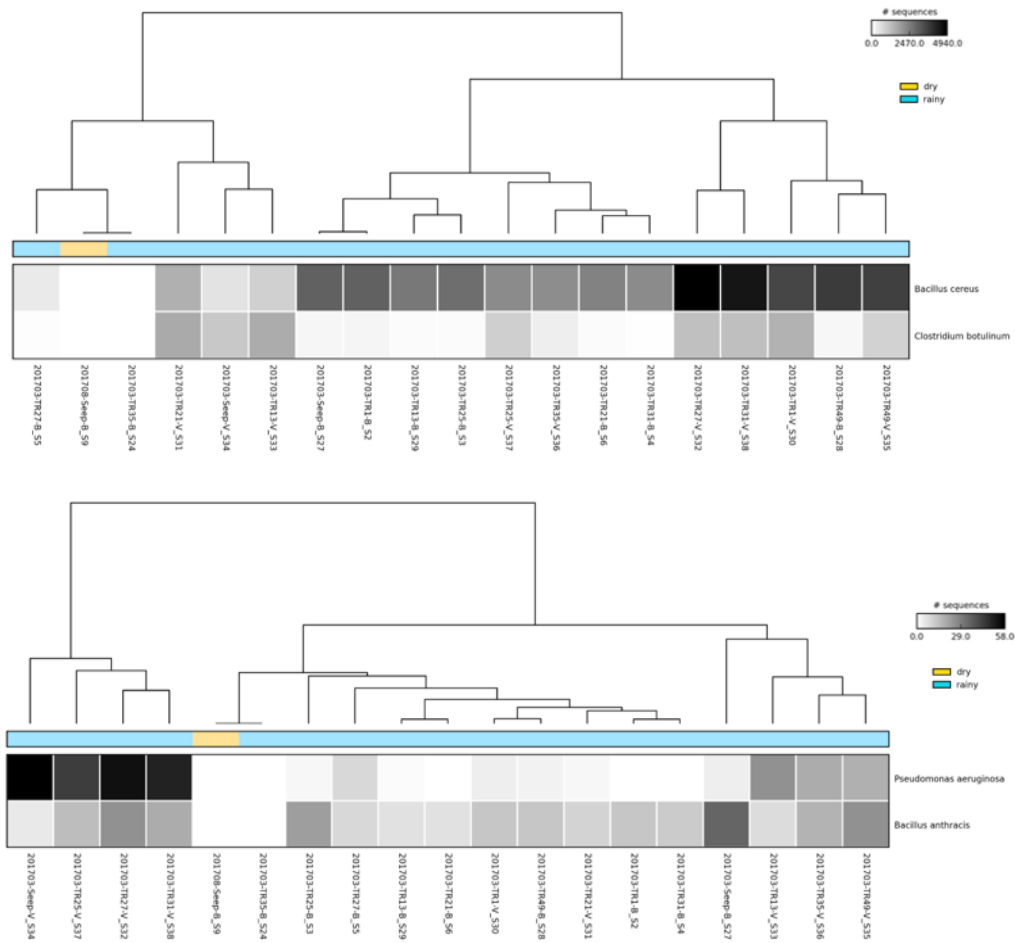 # sequences
0.0 2470.0 4940.0
dry
rainy
Bacillus cereus
Clostridium botulinum
201703-TR27-B_S5
201708-Seep-B_S9
201703-TR35-B_S24
201703-TR21-V_S31
201703-Seep-V_S34
201703-TR13-V_S33
201703-Seep-B_S27
201703-TR1-B_S2
201703-TR13-B_S29
201703-TR25-B_S3
201703-TR25-V_S37
201703-TR35-V_S36
201703-TR21-B_S6
201703-TR31-B_S4
201703-TR27-V_S32
201703-TR31-V_S38
201703-TR1-V_S30
201703-TR49-B_S28
201703-TR49-V_S35
# sequences
0.0 29.0 58.0
dry
rainy
Pseudomonas aeruginosa
Bacillus anthracis
201703-Seep-V_S34
201703-TR25-V_S37
201703-TR27-V_S32
201703-TR31-V_S38
201708-Seep-B_S9
201703-TR35-B_S24
201703-TR25-B_S3
201703-TR27-B_S5
201703-TR13-B_S29
201703-TR21-B_S6
201703-TR1-V_S30
201703-TR49-B_S28
201703-TR21-V_S31
201703-TR1-B_S2
201703-TR31-B_S4
201703-Seep-B_S27
201703-TR13-V_S33
201703-TR35-V_S36
201703-TR49-V_S35